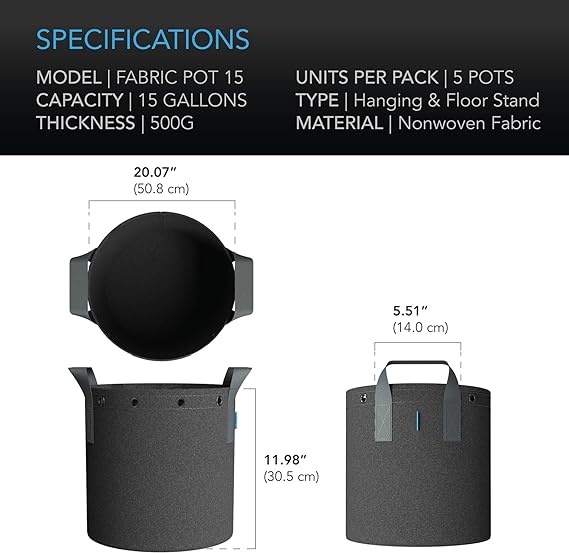 SPECIFICATIONS
MODEL | FABRIC POT 15
CAPACITY | 15 GALLONS
THICKNESS | 500G
UNITS PER PACK | 5 POTS
TYPE | Hanging & Floor Stand
MATERIAL | Nonwoven Fabric
20.07”
(50.8 cm)
5.51”
(14.0 cm)
11.98”
(30.5 cm)